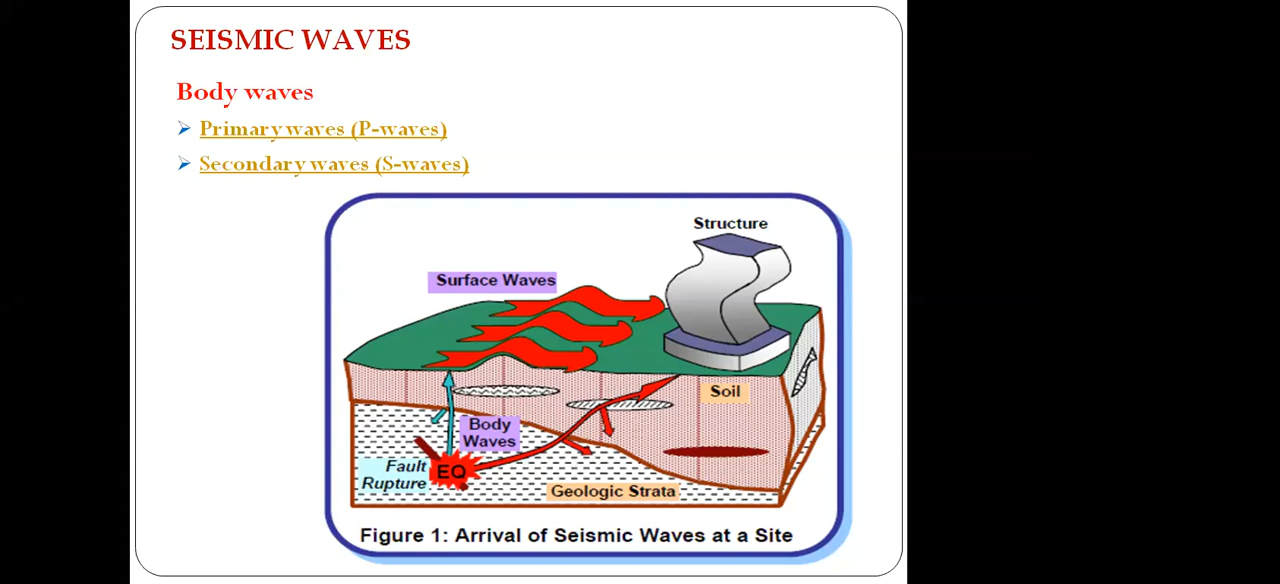 SEISMIC WAVES
Body waves
Primary waves (P-waves)
Secondary waves (S-waves)
Structure
Surface Waves
Soil
Body
Waves
Fault
Rupture
EQ
Geologic Strata
Figure 1: Arrival of Seismic Waves at a Site